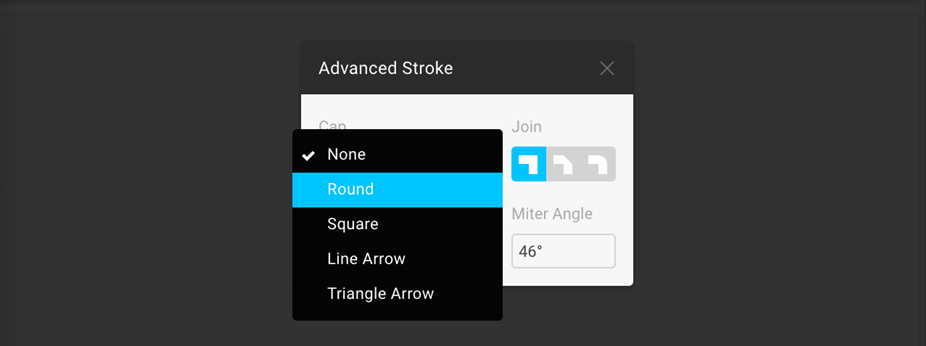 Advanced Stroke
Cap
Join
None
Round
Square
Line Arrow
Triangle Arrow
Miter Angle
46°